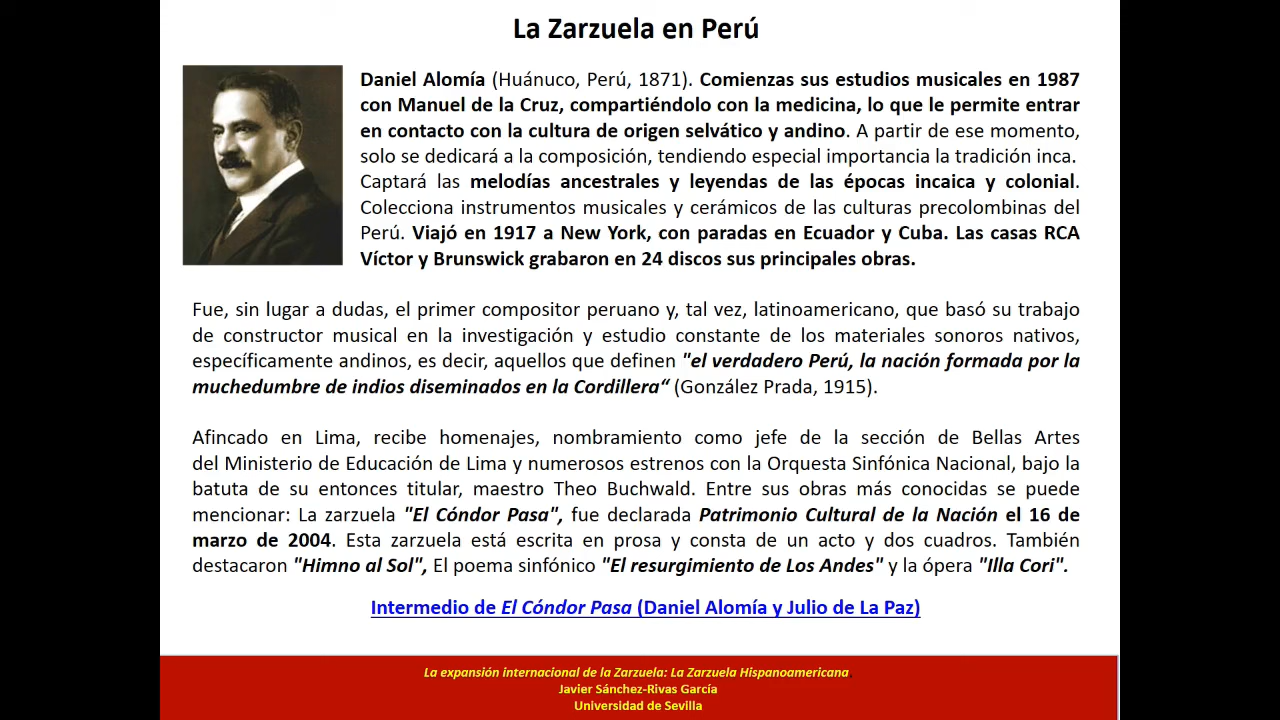 La Zarzuela en Perú
Daniel Alomía (Huánuco, Perú, 1871). Comienzas sus estudios musicales en 1987
con Manuel de la Cruz, compartiéndolo con la medicina, lo que le permite entrar
en contacto con la cultura de origen selvático y andino. A partir de ese momento,
solo se dedicará a la composición, tendiendo especial importancia la tradición inca.
Captará las melodías ancestrales y leyendas de las épocas incaica y colonial.
Colecciona instrumentos musicales y cerámicos de las culturas precolombinas del
Perú. Viajó en 1917 a New York, con paradas en Ecuador y Cuba. Las casas RCA
Víctor y Brunswick grabaron en 24 discos sus principales obras.
Fue, sin lugar a dudas, el primer compositor peruano y, tal vez, latinoamericano, que basó su trabajo
de constructor musical en la investigación y estudio constante de los materiales sonoros nativos,
específicamente andinos, es decir, aquellos que definen "el verdadero Perú, la nación formada por la
muchedumbre de indios diseminados en la Cordillera“ (González Prada, 1915).
Afincado en Lima, recibe homenajes, nombramiento como jefe de la sección de Bellas Artes
del Ministerio de Educación de Lima y numerosos estrenos con la Orquesta Sinfónica Nacional, bajo la
batuta de su entonces titular, maestro Theo Buchwald. Entre sus obras más conocidas se puede
mencionar: La zarzuela "El Cóndor Pasa", fue declarada Patrimonio Cultural de la Nación el 16 de
marzo de 2004. Esta zarzuela está escrita en prosa y consta de un acto y dos cuadros. También
destacaron "Himno al Sol", El poema sinfónico "El resurgimiento de Los Andes" y la ópera "Illa Cori".
Intermedio de El Cóndor Pasa (Daniel Alomía y Julio de La Paz)
La expansión internacional de la Zarzuela: La Zarzuela Hispanoamericana
Javier Sánchez-Rivas García
Universidad de Sevilla